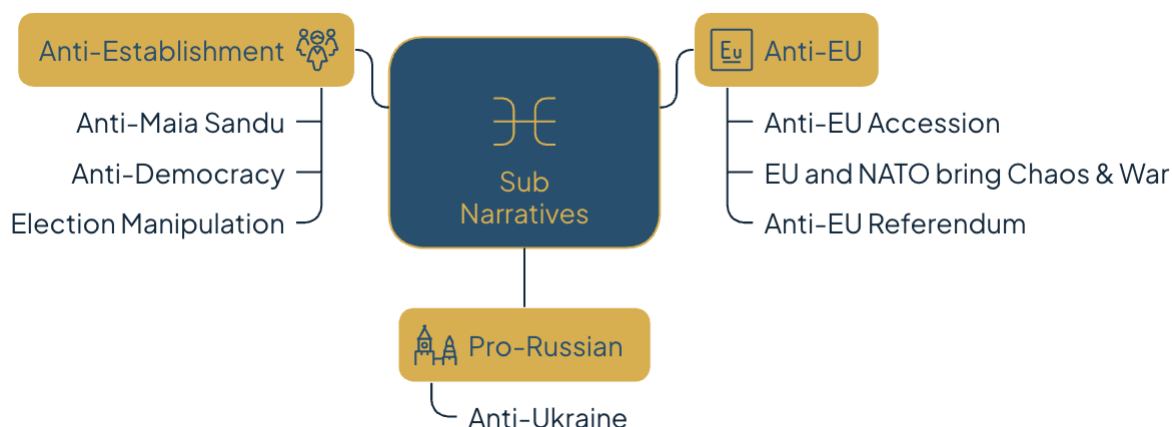 Anti-Establishment
Anti-Maia Sandu
Anti-Democracy
Election Manipulation
Sub
Narratives
Eu
Anti-EU
Anti-EU Accession
EU and NATO bring Chaos & War
Anti-EU Referendum
Pro-Russian
Anti-Ukraine